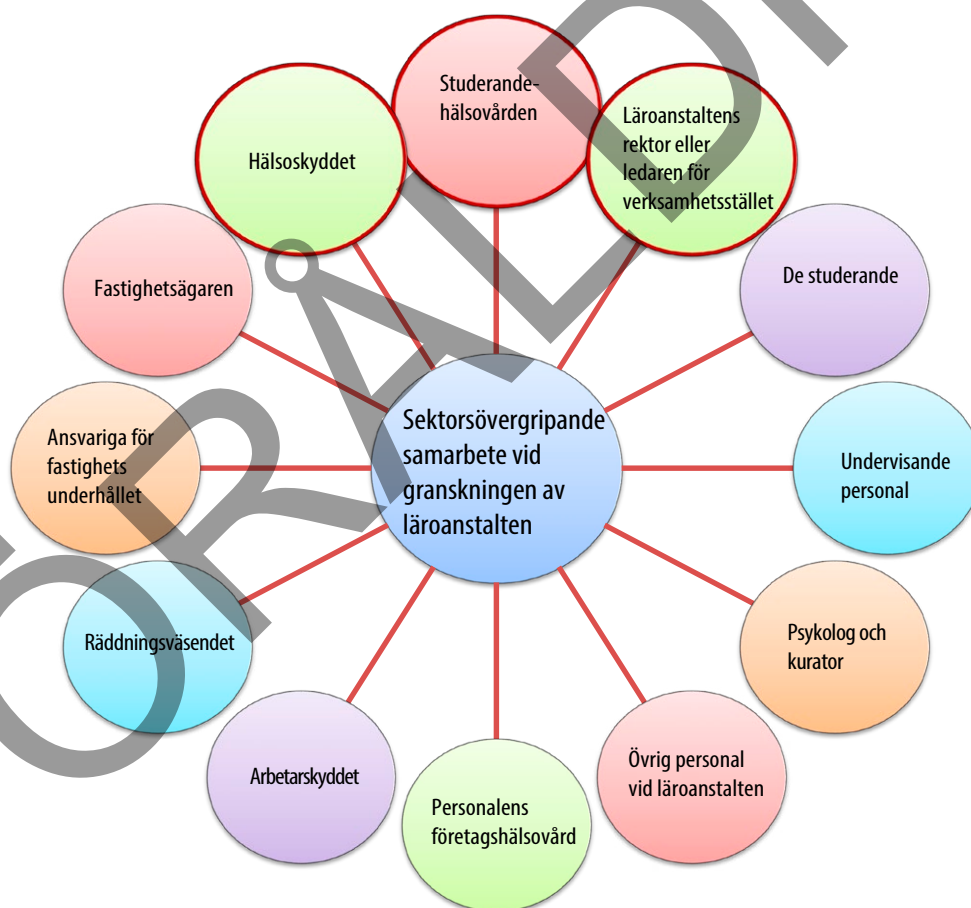 Studerande-
hälsovården
Läroanstaltens
rektor eller
ledaren för
verksamhetsstället
De studerande
Undervisande
personal
Psykolog och
kurator
Övrig personal
vid läroanstalten
Personalens
företagshälsovård
Arbetarskyddet
Räddningsväsendet
Ansvariga för
fastighets
underhållet
Fastighetsägaren
Hälsoskyddet
Sektorsövergripande
samarbete vid
granskningen av
läroanstalten